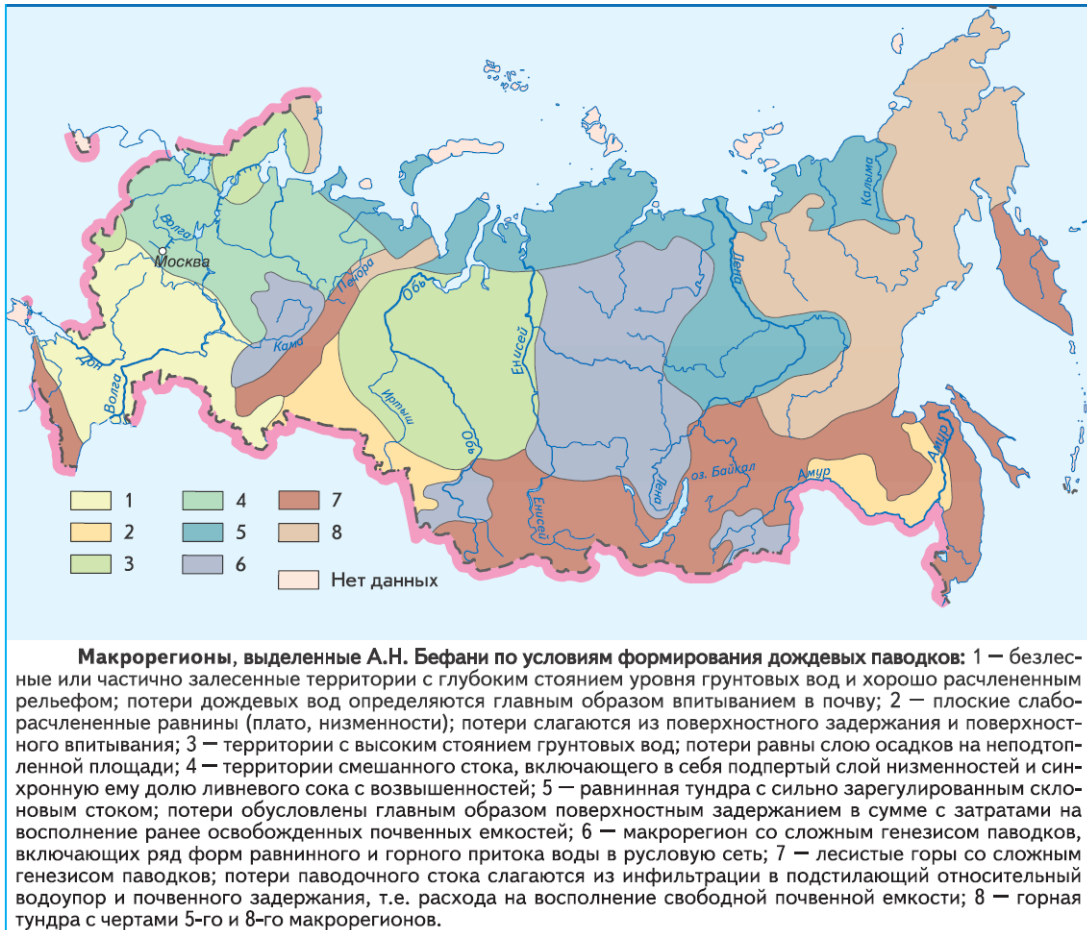 Калыма
Волга
Москва
Печора
Обь
Лена
Енисей
Кама
Дон
Волга
Иртыш
Обь
Амур
оз. Байкал
Амур
Лена
Енисей
1
2
3
4
5
6
7
8
Нет данных
Макрорегионы, выделенные А.Н. Бефани по условиям формирования дождевых паводков: 1 — безлес-
ные или частично залесенные территории с глубоким стоянием уровня грунтовых вод и хорошо расчлененным
рельефом; потери дождевых вод определяются главным образом впитыванием в почву; 2 — плоские слабо-
расчлененные равнины (плато, низменности); потери слагаются из поверхностного задержания и поверхност-
ного впитывания; 3 — территории с высоким стоянием грунтовых вод; потери равны слою осадков на неподтоп-
ленной площади; 4 — территории смешанного стока, включающего в себя подпертый слой низменностей и син-
хронную ему долю ливневого сока с возвышенностей; 5 — равнинная тундра с сильно зарегулированным скло-
новым стоком; потери обусловлены главным образом поверхностным задержанием в сумме с затратами на
восполнение ранее освобожденных почвенных емкостей; 6 — макрорегион со сложным генезисом паводков,
включающих ряд форм равнинного и горного притока воды в русловую сеть; 7 — лесистые горы со сложным
генезисом паводков; потери паводочного стока слагаются из инфильтрации в подстилающий относительный
водоупор и почвенного задержания, т.е. расхода на восполнение свободной почвенной емкости; 8 — горная
тундра с чертами 5-го и 8-го макрорегионов.